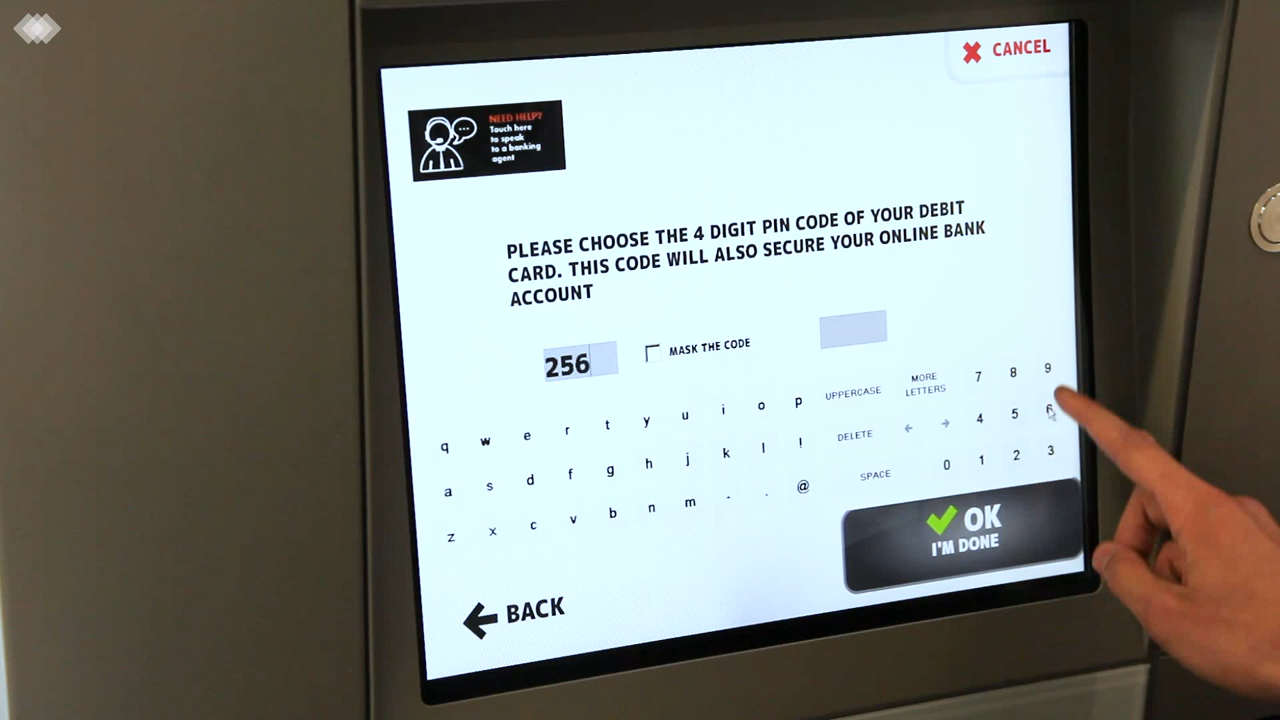 CANCEL
NEED HELP?
Touch here
to speak
to a banking
agent
PLEASE CHOOSE THE 4 DIGIT PIN CODE OF YOUR DEBIT
CARD. THIS CODE WILL ALSO SECURE YOUR ONLINE BANK
ACCOUNT
256
MASK THE CODE
q w e r t y u i o p UPPERCASE MORE LETTERS 7 8 9
a s d f g h j k l ! DELETE ← → 4 5 6
z x c v b n m - . @ SPACE 0 1 2 3
OK
I'M DONE
BACK